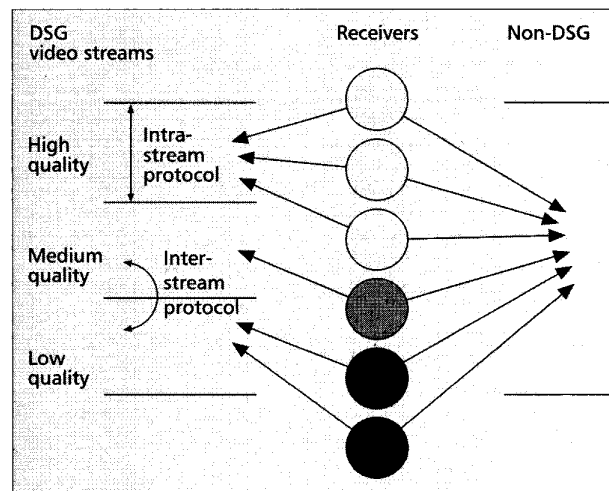 DSG
video streams
Receivers
Non-DSG
High
quality
Intra-
stream
protocol
Medium
quality
Inter-
stream
protocol
Low
quality